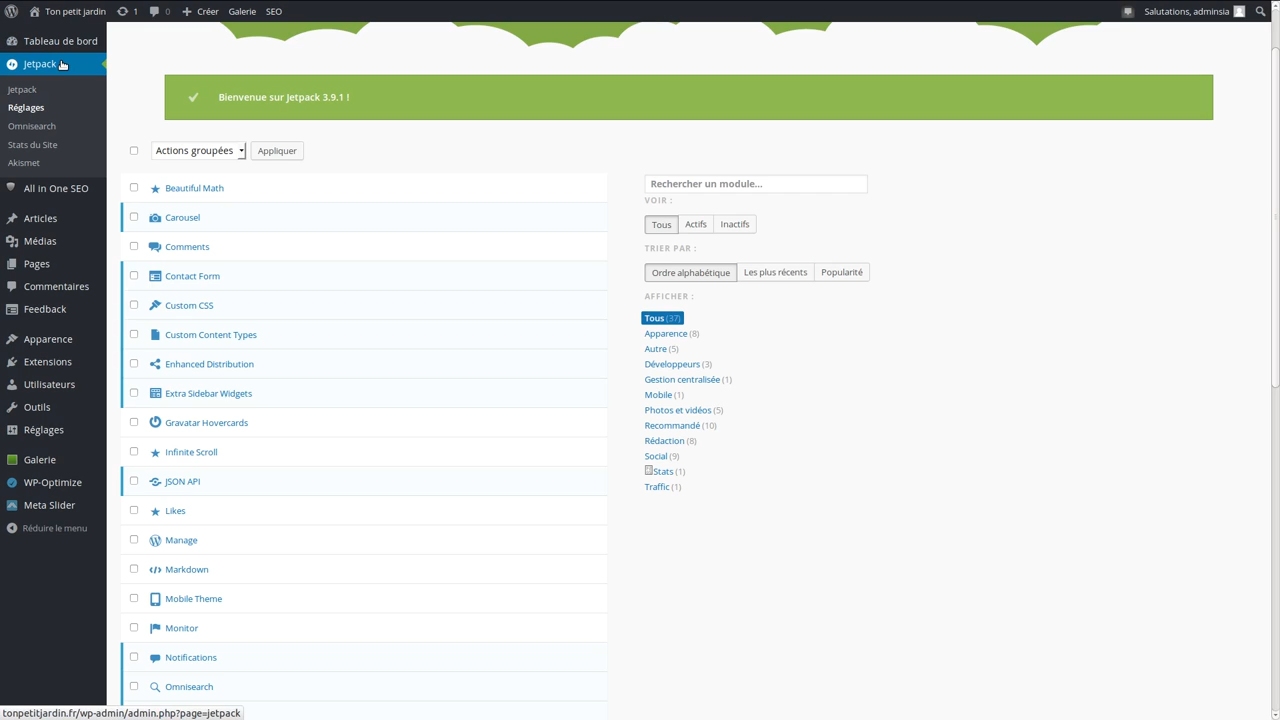 Ton petit jardin
1
0
Créer
Galerie
SEO
Salutations, adminsia
Tableau de bord
Jetpack
Jetpack
Réglages
Omnisearch
Stats du Site
Akismet
All in One SEO
Articles
Médias
Pages
Commentaires
Feedback
Apparence
Extensions
Utilisateurs
Outils
Réglages
Galerie
WP-Optimize
Meta Slider
Réduire le menu
Bienvenue sur Jetpack 3.9.1 !
Actions groupées
Appliquer
Beautiful Math
Carousel
Comments
Contact Form
Custom CSS
Custom Content Types
Enhanced Distribution
Extra Sidebar Widgets
Gravatar Hovercards
Infinite Scroll
JSON API
Likes
Manage
Markdown
Mobile Theme
Monitor
Notifications
Omnisearch
Rechercher un module...
VOIR :
Tous Actifs Inactifs
TRIER PAR :
Ordre alphabétique Les plus récents Popularité
AFFICHER :
Tous (37)
Apparence (8)
Autre (5)
Développeurs (3)
Gestion centralisée (1)
Mobile (1)
Photos et vidéos (5)
Recommandé (10)
Rédaction (8)
Social (9)
Stats (1)
Traffic (1)
tonpetitjardin.fr/wp-admin/admin.php?page=jetpack